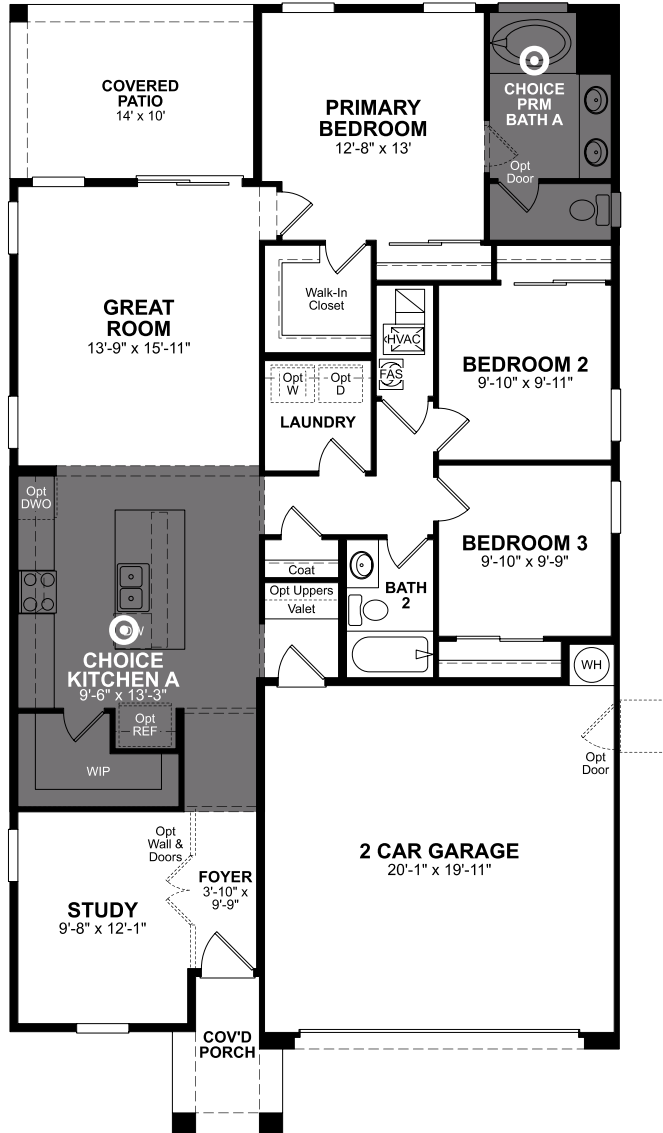 COVERED
PATIO
14' x 10'
PRIMARY
BEDROOM
12'-8" x 13'
CHOICE
PRM
BATH A
Opt
Door
GREAT
ROOM
13'-9" x 15'-11"
Walk-In
Closet
HVAC
FAS
BEDROOM 2
9'-10" x 9'-11"
Opt
W
Opt
D
LAUNDRY
Opt
DWO
BEDROOM 3
9'-10" x 9'-9"
Coat
Opt Uppers
Valet
BATH
2
CHOICE
KITCHEN A
9'-6" x 13'-3"
WH
Opt
REF
WIP
Opt
Door
Opt
Wall &
Doors
FOYER
3'-10" x
9'-9"
2 CAR GARAGE
20'-1" x 19'-11"
STUDY
9'-8" x 12'-1"
COV'D
PORCH